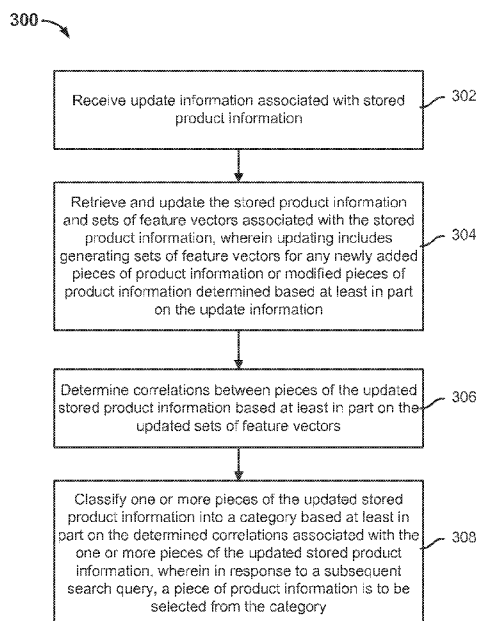 300
Receive update information associated with stored
product information
302
Retrieve and update the stored product information
and sets of feature vectors associated with the stored
product information, wherein updating includes
generating sets of feature vectors for any newly added
pieces of product information or modified pieces of
product information determined based at least in part
on the update information
304
Determine correlations between pieces of the updated
stored product information based at least in part on the
updated sets of feature vectors
306
Classify one or more pieces of the updated stored
product information into a category based at least in
part on the determined correlations associated with the
one or more pieces of the updated stored product
information, wherein in response to a subsequent
search query, a piece of product information is to be
selected from the category
308